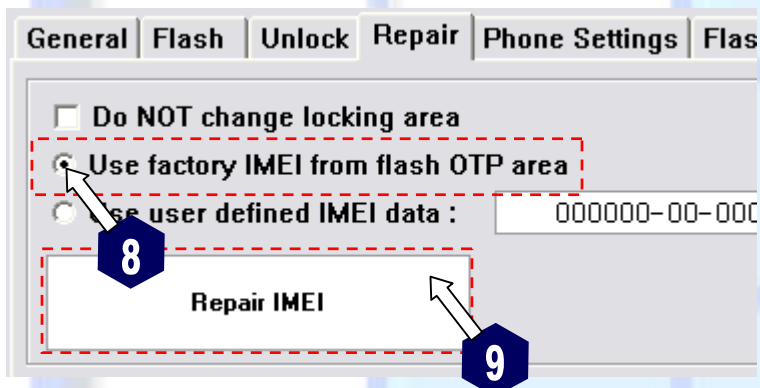 General Flash Unlock Repair Phone Settings Flas
Do NOT change locking area
Use factory IMEI from flash OTP area
Use user defined IMEI data : 000000-00-000
8
Repair IMEI
9